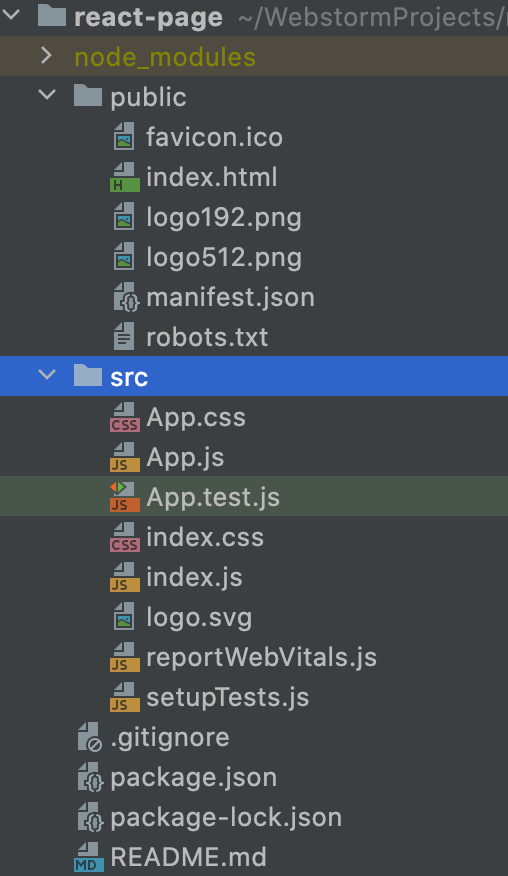 react-page ~/WebstormProjects/
node_modules
public
favicon.ico
index.html
logo192.png
logo512.png
manifest.json
robots.txt
src
App.css
App.js
App.test.js
index.css
index.js
logo.svg
reportWebVitals.js
setupTests.js
.gitignore
package.json
package-lock.json
README.md